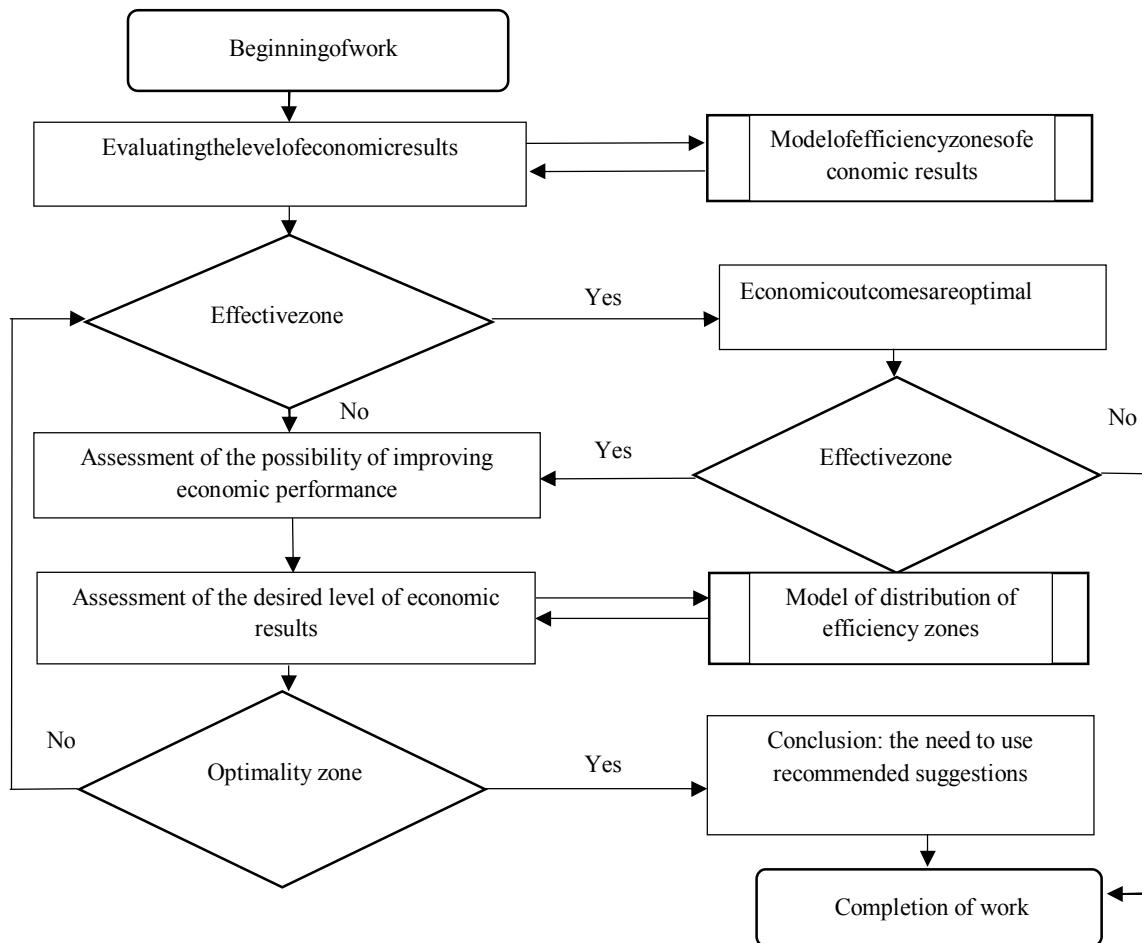 Beginningofwork
Evaluatingthelevelofeconomicresults
Modelofefficiencyzonesofe
conomic results
Effectivezone
Yes
Economicoutcomesareoptimal
No
Assessment of the possibility of improving
economic performance
Yes
Effectivezone
No
Assessment of the desired level of economic
results
Model of distribution of
efficiency zones
No
Optimality zone
Yes
Conclusion: the need to use
recommended suggestions
Completion of work